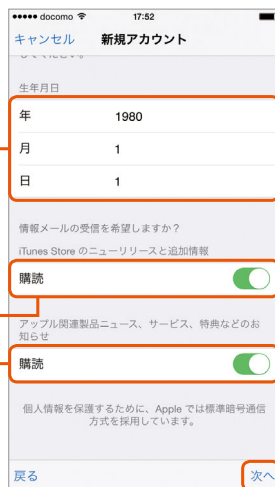 docomo 17:52
キャンセル 新規アカウント
してください。
生年月日
年 1980
月 1
日 1
情報メールの受信を希望しますか？
iTunes Store のニューリリースと追加情報
購読
アップル関連製品ニュース、サービス、特典などのお
知らせ
購読
個人情報を保護するために、Apple では標準暗号通信
方式を採用しています。
戻る 次へ